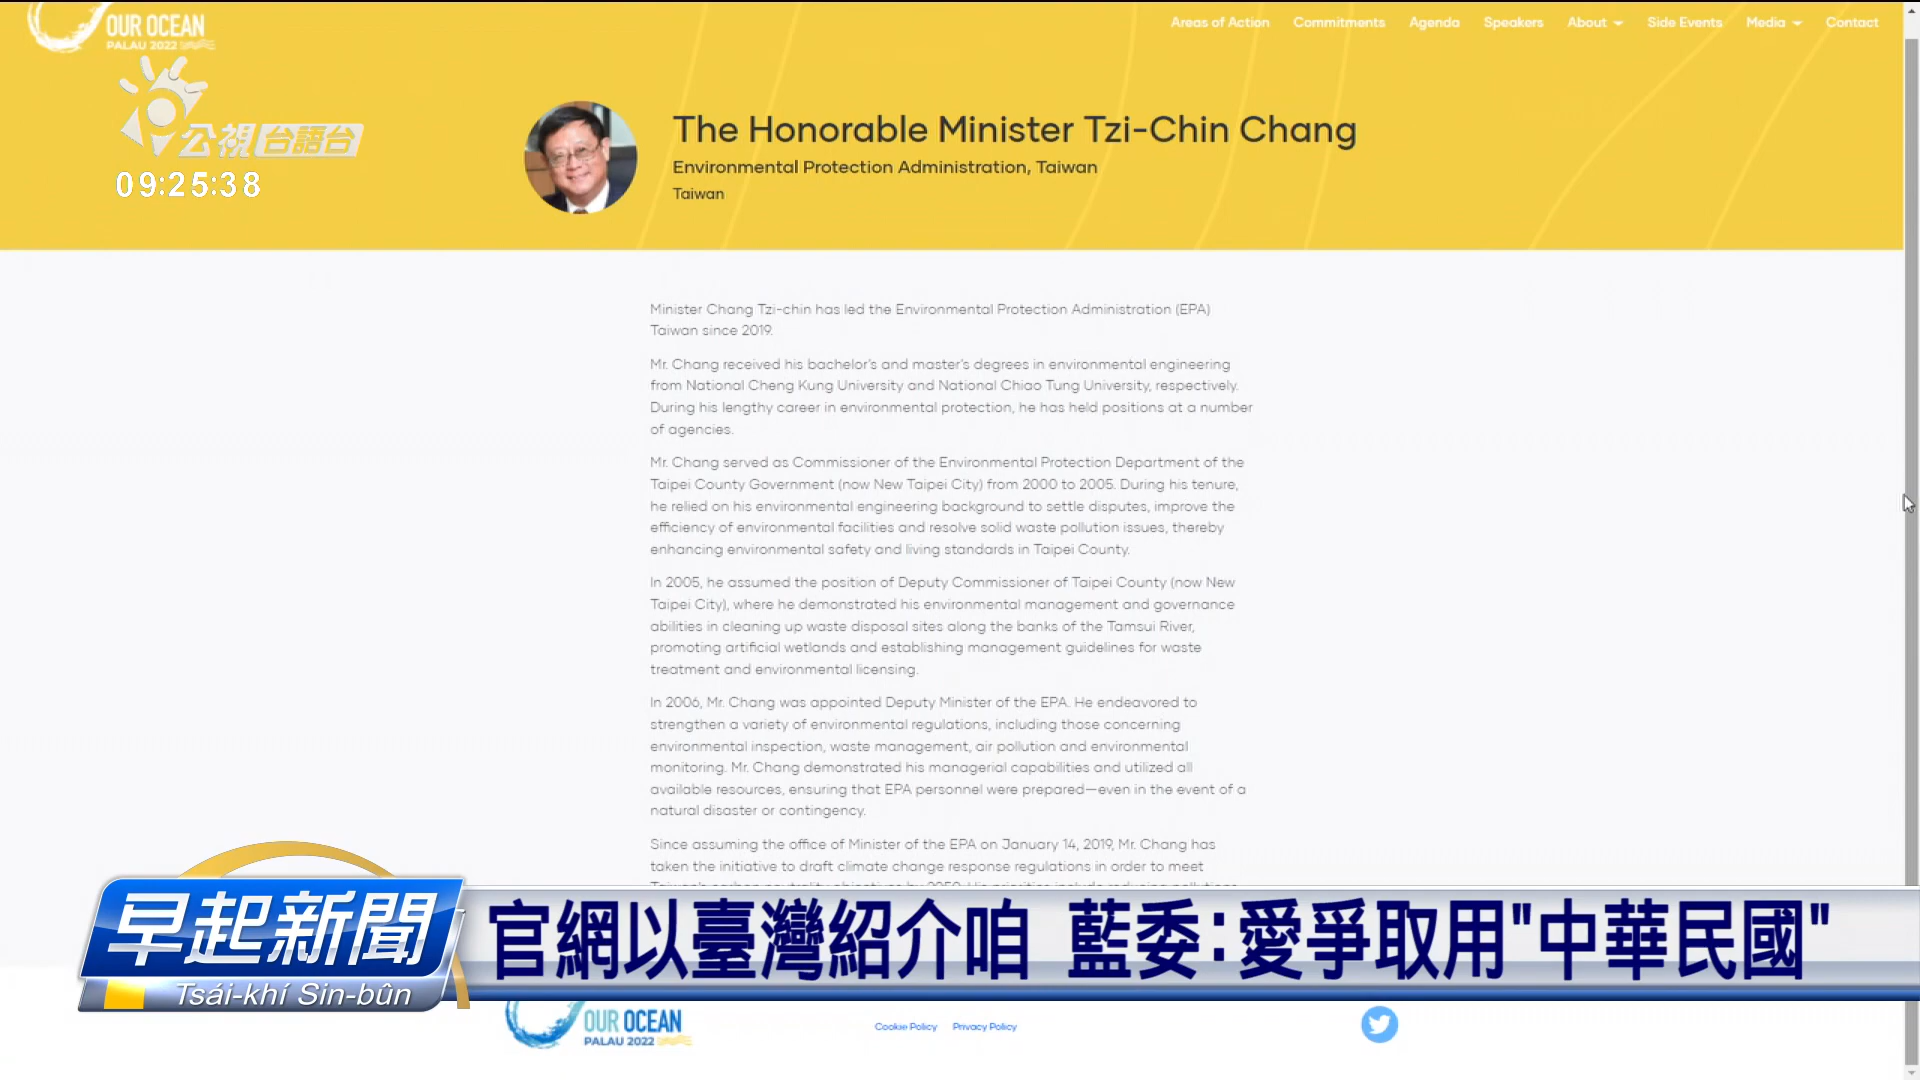 OUR OCEAN
PALAU 2022
Areas of Action Commitments Agenda Speakers About Side Events Media Contact
公視台語台
09:25:38
The Honorable Minister Tzi-Chin Chang
Environmental Protection Administration, Taiwan
Taiwan
Minister Chang Tzi-chin has led the Environmental Protection Administration (EPA)
Taiwan since 2019.
Mr. Chang received his bachelor's and master's degrees in environmental engineering
from National Cheng Kung University and National Chiao Tung University, respectively.
During his lengthy career in environmental protection, he has held positions at a number
of agencies.
Mr. Chang served as Commissioner of the Environmental Protection Department of the
Taipei County Government (now New Taipei City) from 2000 to 2005. During his tenure,
he relied on his environmental engineering background to settle disputes, improve the
efficiency of environmental facilities and resolve solid waste pollution issues, thereby
enhancing environmental safety and living standards in Taipei County.
In 2005, he assumed the position of Deputy Commissioner of Taipei County (now New
Taipei City), where he demonstrated his environmental management and governance
abilities in cleaning up waste disposal sites along the banks of the Tamsui River,
promoting artificial wetlands and establishing management guidelines for waste
treatment and environmental licensing.
In 2006, Mr. Chang was appointed Deputy Minister of the EPA. He endeavored to
strengthen a variety of environmental regulations, including those concerning
environmental inspection, waste management, air pollution and environmental
monitoring. Mr. Chang demonstrated his managerial capabilities and utilized all
available resources, ensuring that EPA personnel were prepared—even in the event of a
natural disaster or contingency.
Since assuming the office of Minister of the EPA on January 14, 2019, Mr. Chang has
taken the initiative to draft climate change response regulations in order to meet
早起新聞
Tsái-khí Sin-bûn
官網以臺灣紹介咱 藍委:愛爭取用"中華民國"
OUR OCEAN
PALAU 2022
Cookie Policy Privacy Policy